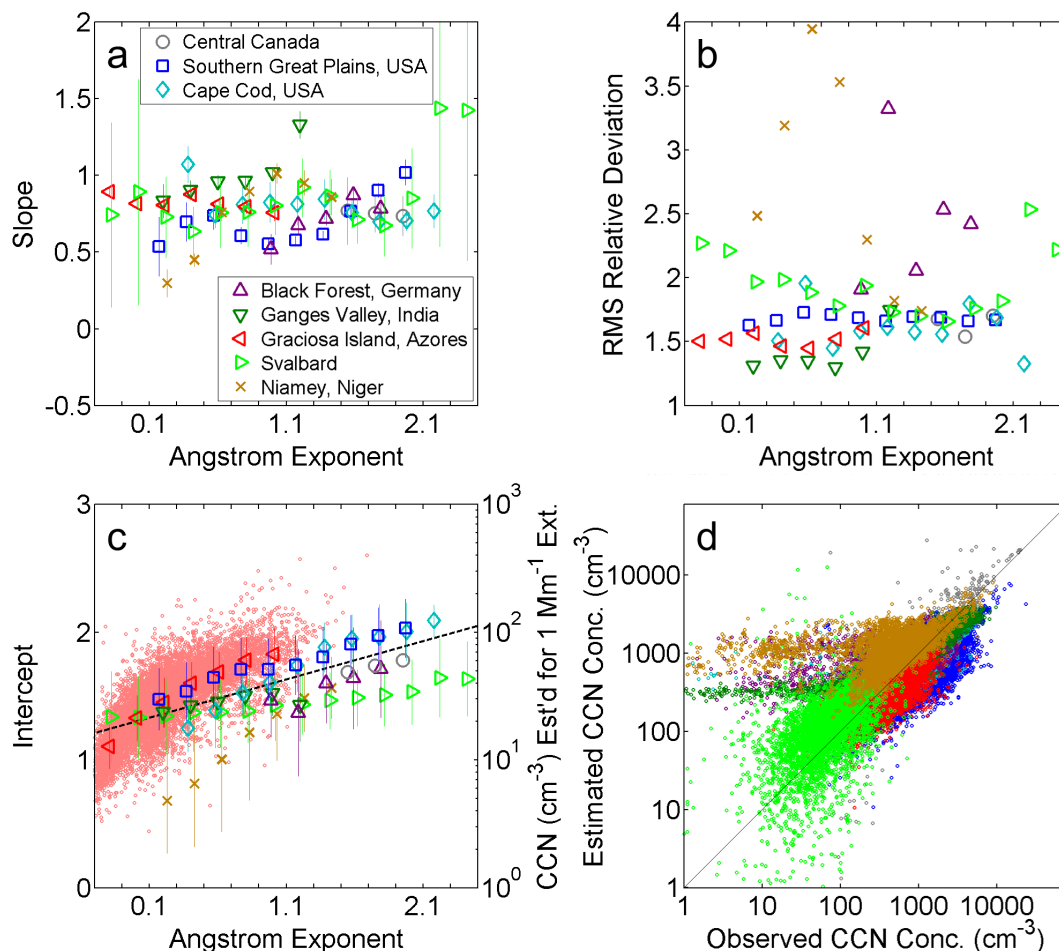 a
2
1.5
1
0.5
0
-0.5
Slope
Central Canada
Southern Great Plains, USA
Cape Cod, USA
Black Forest, Germany
Ganges Valley, India
Graciosa Island, Azores
Svalbard
Niamey, Niger
0.1
1.1
2.1
Angstrom Exponent
b
4
3.5
3
2.5
2
1.5
1
RMS Relative Deviation
0.1
1.1
2.1
Angstrom Exponent
c
3
2
1
0
Intercept
10³
10²
10¹
10⁰
CCN (cm⁻³) Est'd for 1 Mm⁻¹ Ext.
0.1
1.1
2.1
Angstrom Exponent
d
10000
1000
100
10
1
Estimated CCN Conc. (cm⁻³)
1
10
100
1000
10000
Observed CCN Conc. (cm⁻³)